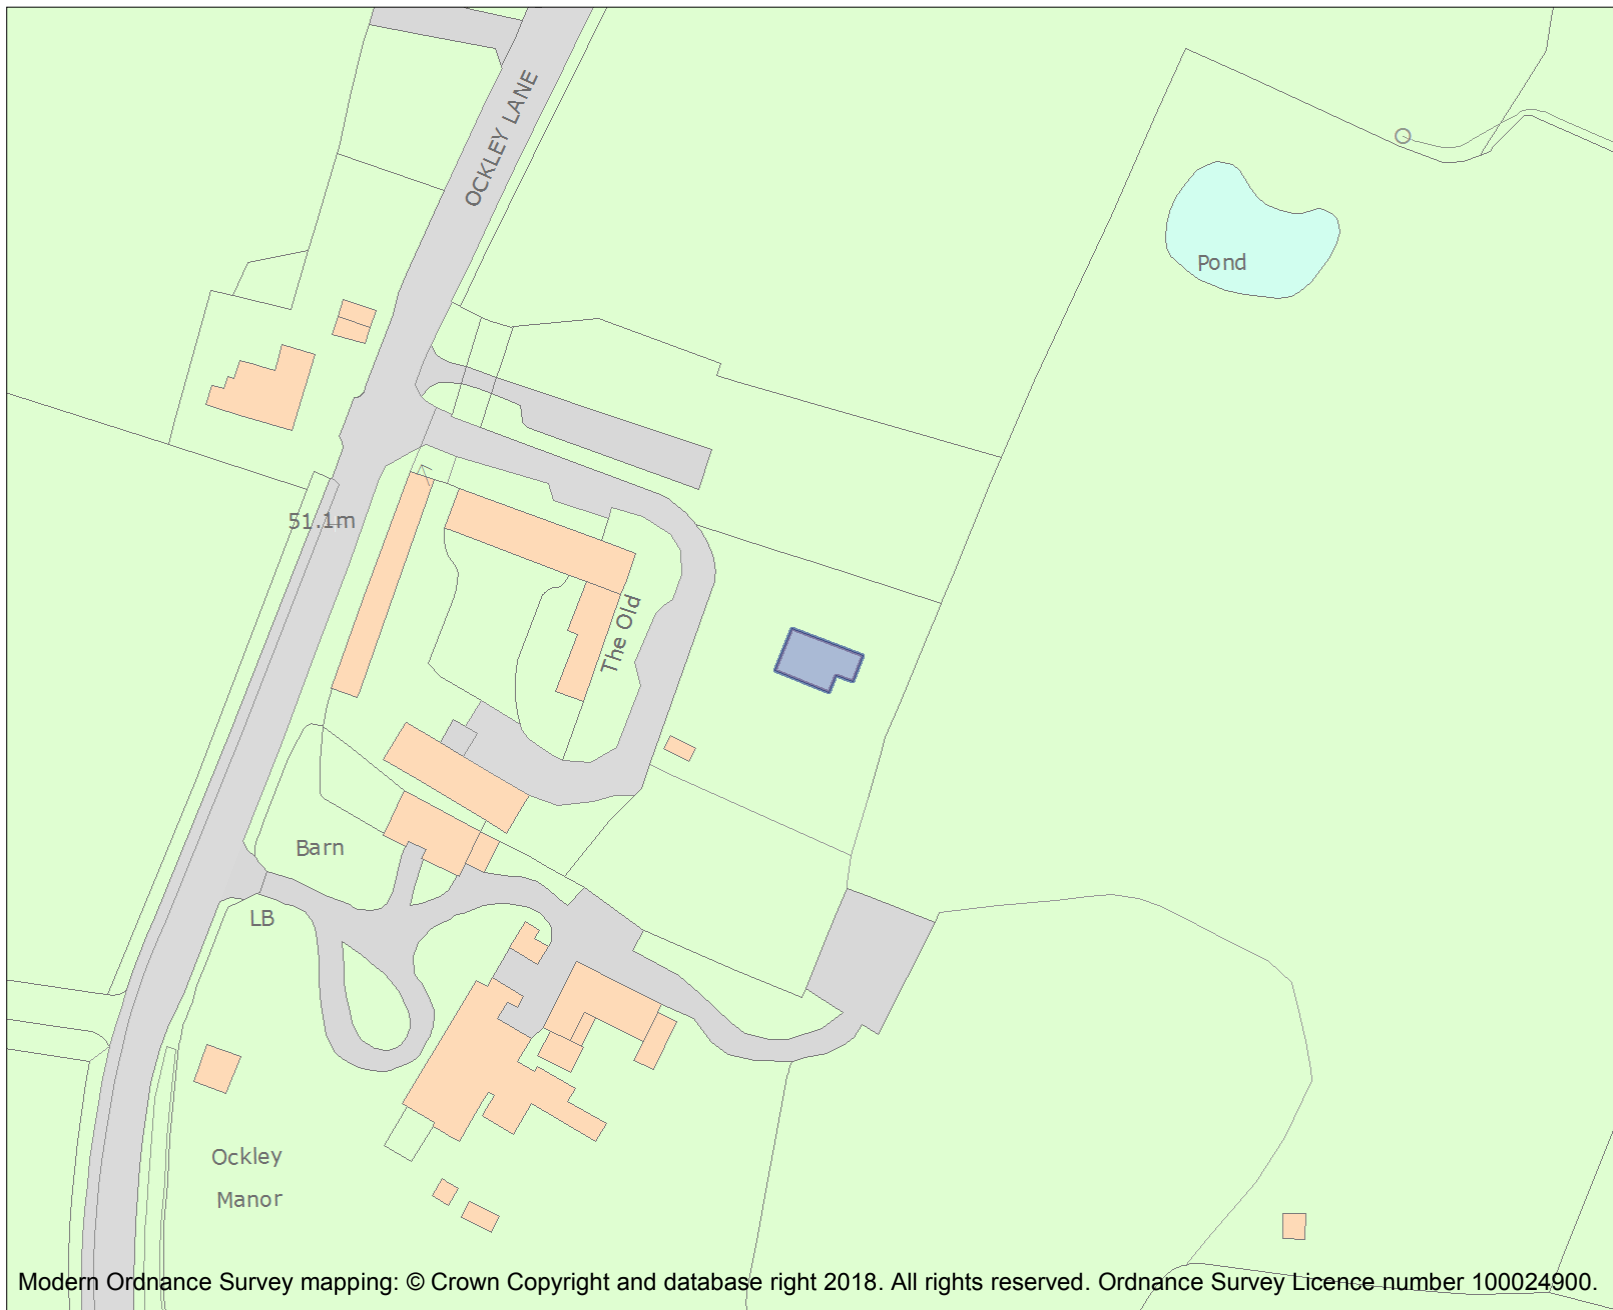 OCKLEY LANE
Pond
51.1m
The Old
Barn
LB
Ockley
Manor
Modern Ordnance Survey mapping: © Crown Copyright and database right 2018. All rights reserved. Ordnance Survey Licence number 100024900.